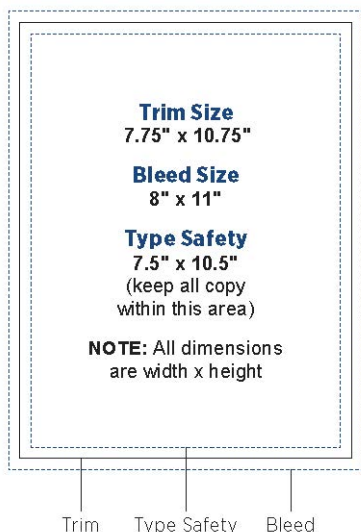 Trim Size
7.75" x 10.75"
Bleed Size
8" x 11"
Type Safety
7.5" x 10.5"
(keep all copy
within this area)
NOTE: All dimensions
are width x height
Trim Type Safety Bleed